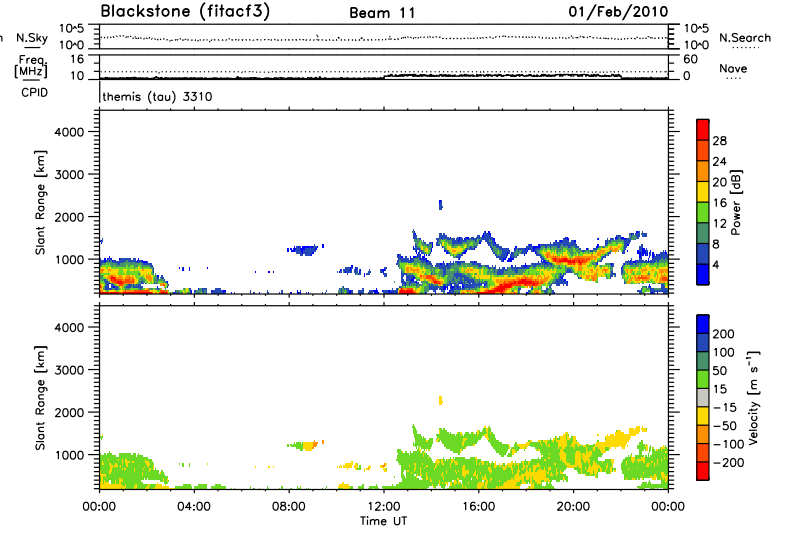 Blackstone (fitacf3) Beam 11 01/Feb/2010
N.Sky 10^5 10^0 10^5 10^0 N.Search
Freq. [MHz] 16 10 60 0 Nave
CPID themis (tau) 3310
Slant Range [km] 4000 3000 2000 1000
Power [dB] 28 24 20 16 12 8 4
Slant Range [km] 4000 3000 2000 1000
Velocity [m s⁻¹] 200 100 50 15 -15 -50 -100 -200
00:00 04:00 08:00 12:00 16:00 20:00 00:00
Time UT